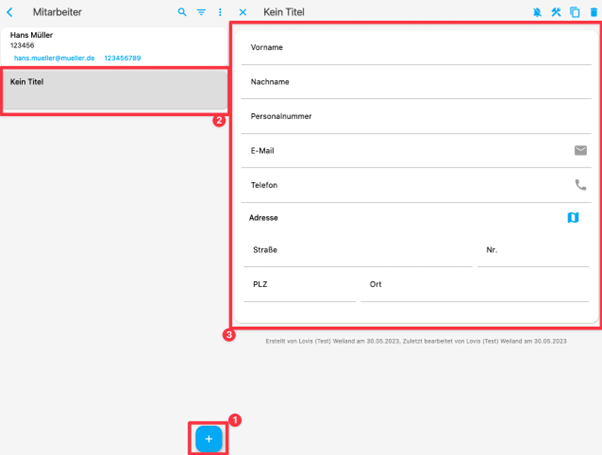 Mitarbeiter
Hans Müller
123456
hans.mueller@mueller.de 123456789
Kein Titel
2
Kein Titel
Vorname
Nachname
Personalnummer
E-Mail
Telefon
Adresse
Straße Nr.
PLZ Ort
3
Erstellt von Lovis (Test) Weiland am 30.05.2023, Zuletzt bearbeitet von Lovis (Test) Weiland am 30.05.2023
1
+